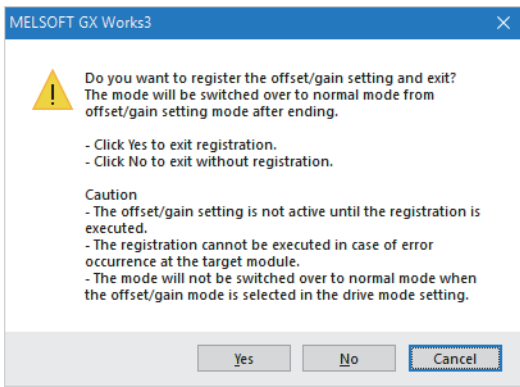 MELSOFT GX Works3
Do you want to register the offset/gain setting and exit?
The mode will be switched over to normal mode from
offset/gain setting mode after ending.
- Click Yes to exit registration.
- Click No to exit without registration.
Caution
- The offset/gain setting is not active until the registration is
executed.
- The registration cannot be executed in case of error
occurrence at the target module.
- The mode will not be switched over to normal mode when
the offset/gain mode is selected in the drive mode setting.
Yes No Cancel